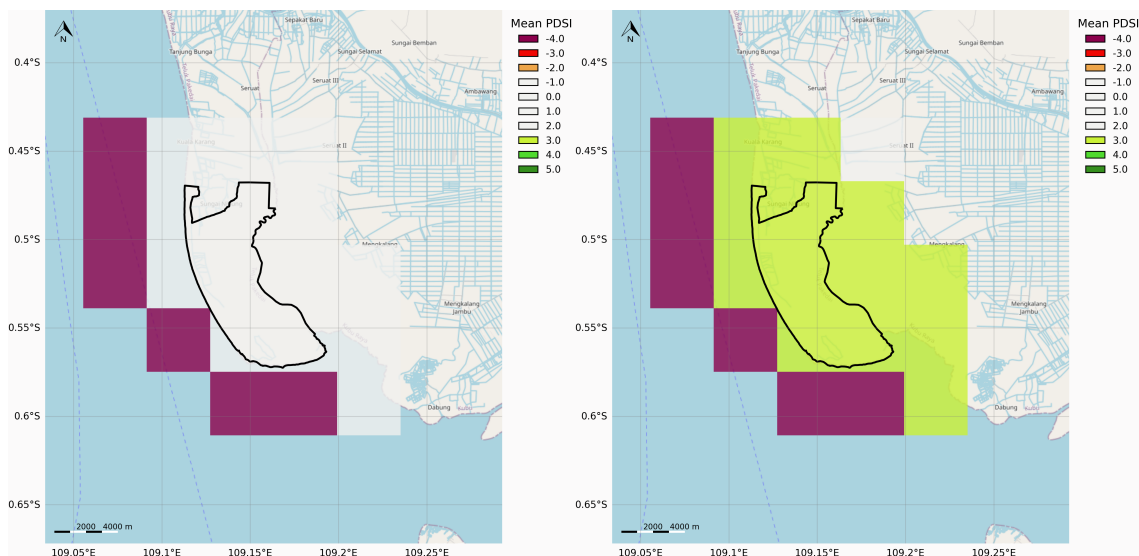 Mean PDSI
-4.0
-3.0
-2.0
-1.0
0.0
1.0
2.0
3.0
4.0
5.0
N
Sepakat Baru
Tanjung Bunga
Sungai Selamat
Sungai Bemban
Seruat III
Seruat
Ambawang
Seruat II
Mengkalang
Mengkalang
Jambu
Dabung
0.4°S
0.45°S
0.5°S
0.55°S
0.6°S
0.65°S
2000 4000 m
109.05°E
109.1°E
109.15°E
109.2°E
109.25°E
Mean PDSI
-4.0
-3.0
-2.0
-1.0
0.0
1.0
2.0
3.0
4.0
5.0
N
Sepakat Baru
Tanjung Bunga
Sungai Selamat
Sungai Bemban
Seruat III
Seruat
Ambawang
Seruat II
Mengkalang
Mengkalang
Jambu
Dabung
0.4°S
0.45°S
0.5°S
0.55°S
0.6°S
0.65°S
2000 4000 m
109.05°E
109.1°E
109.15°E
109.2°E
109.25°E